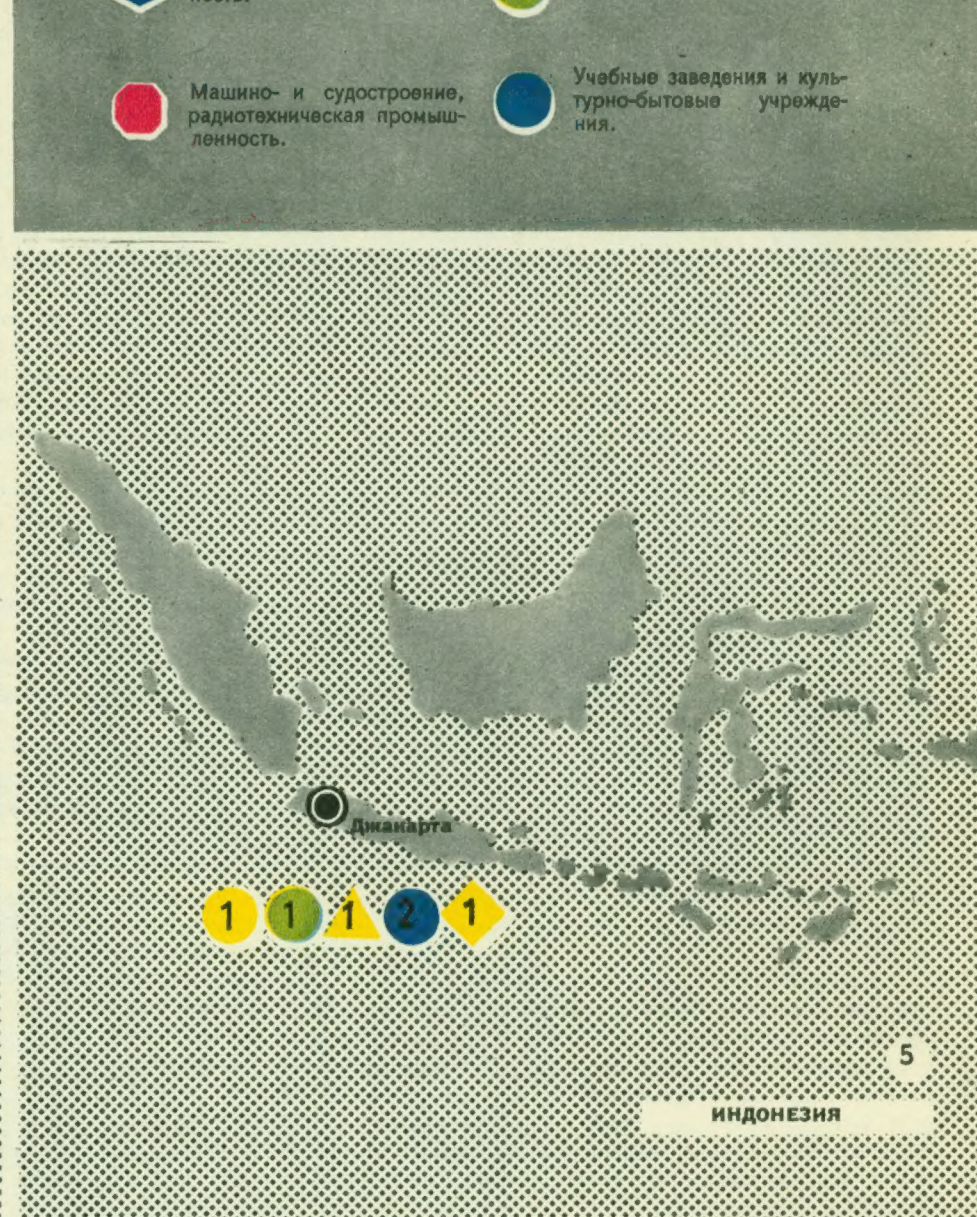 Машино- и судостроение,
радиотехническая промыш-
ленность.
Учебные заведения и куль-
турно-бытовые учрежде-
ния.
Джакарта
1 1 1 2 1
5
ИНДОНЕЗИЯ